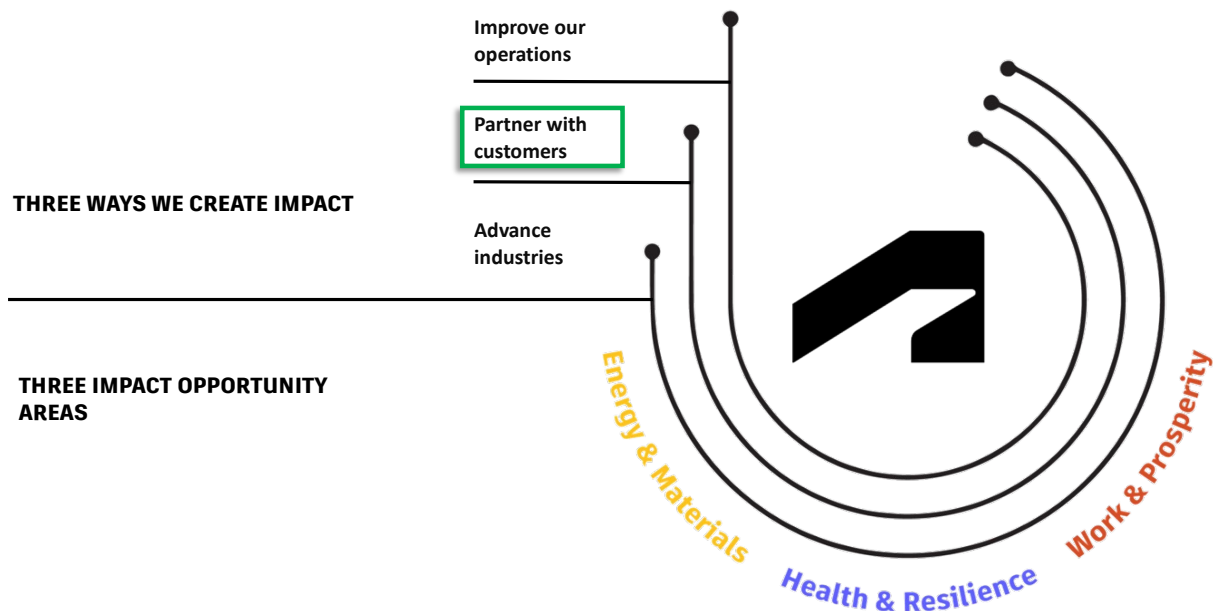 Improve our
operations
Partner with
customers
THREE WAYS WE CREATE IMPACT
Advance
industries
THREE IMPACT OPPORTUNITY
AREAS
Energy & Materials
Health & Resilience
Work & Prosperity